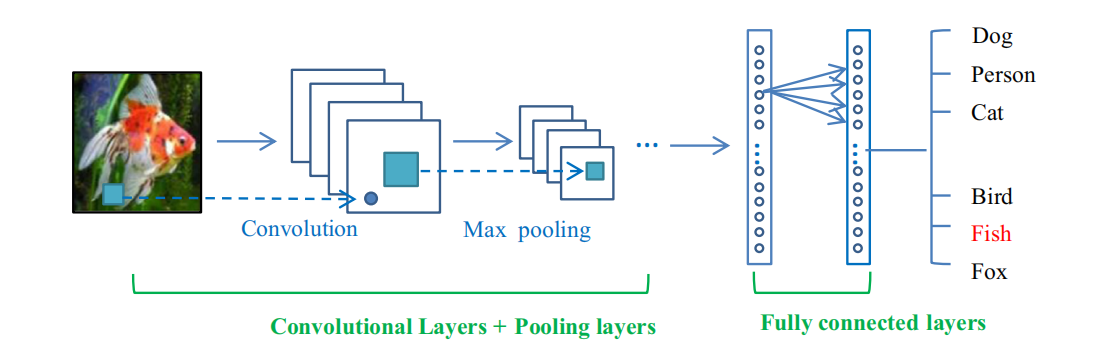 Dog
Person
Cat
Bird
Fish
Fox
Convolution
Max pooling
Convolutional Layers + Pooling layers
Fully connected layers